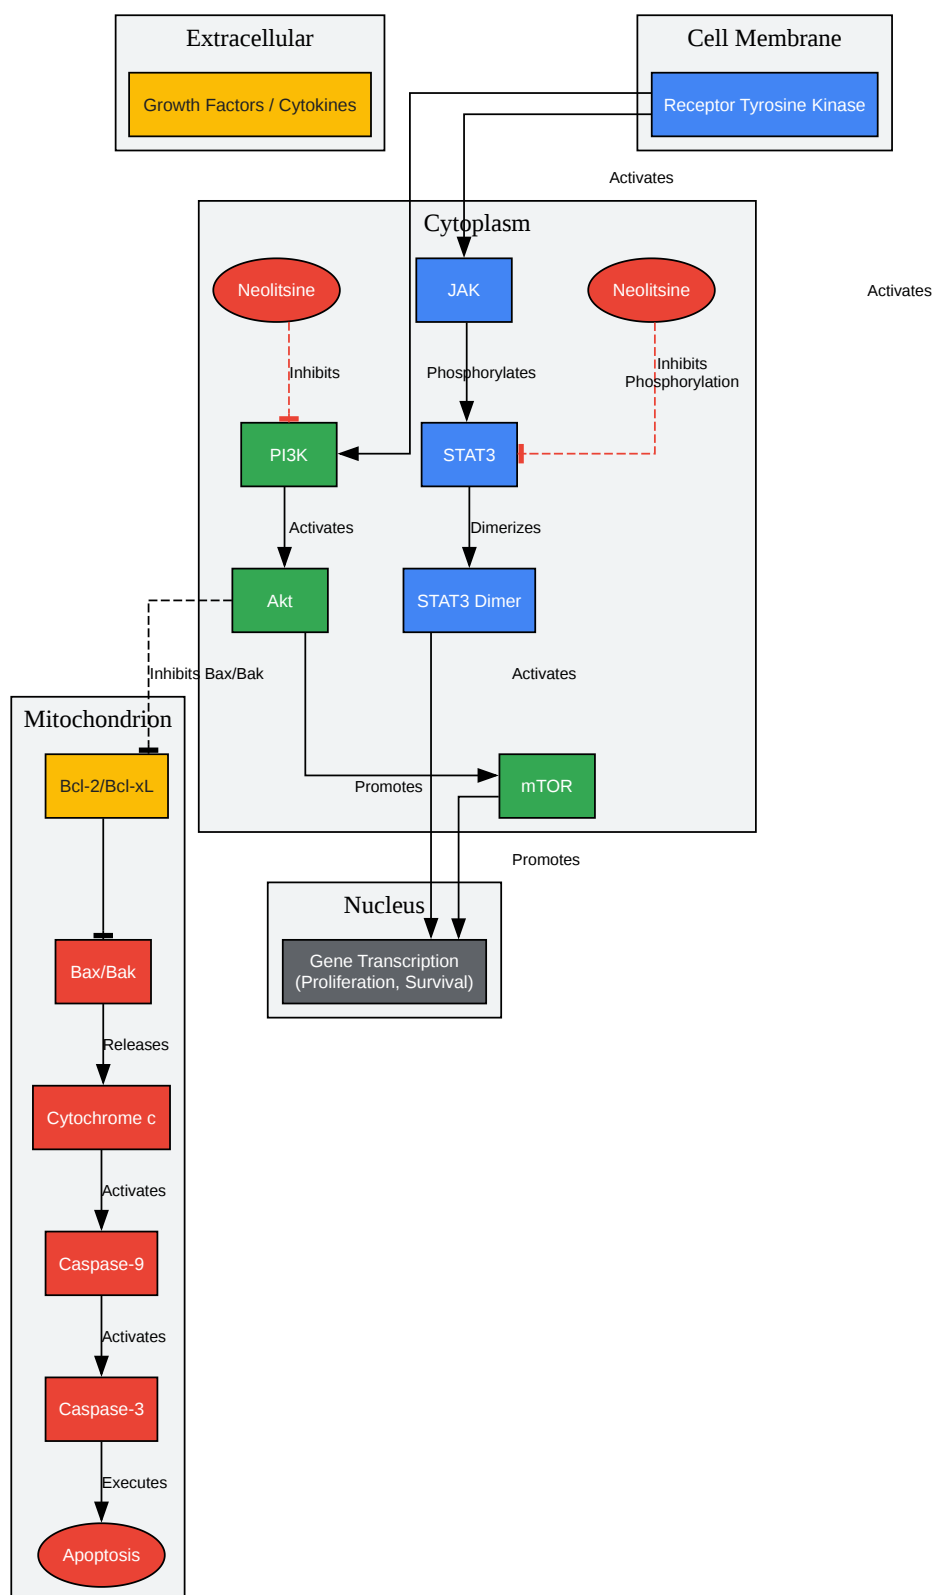 Extracellular
Cell Membrane
Growth Factors / Cytokines
Receptor Tyrosine Kinase
Activates
Cytoplasm
Neolitsine
JAK
Neolitsine
Activates
Inhibits
Phosphorylates
Inhibits
Phosphorylation
PI3K
STAT3
Activates
Dimerizes
Akt
STAT3 Dimer
Inhibits Bax/Bak
Activates
Mitochondrion
Bcl-2/Bcl-xL
Promotes
mTOR
Promotes
Nucleus
Gene Transcription
(Proliferation, Survival)
Bax/Bak
Releases
Cytochrome c
Activates
Caspase-9
Activates
Caspase-3
Executes
Apoptosis